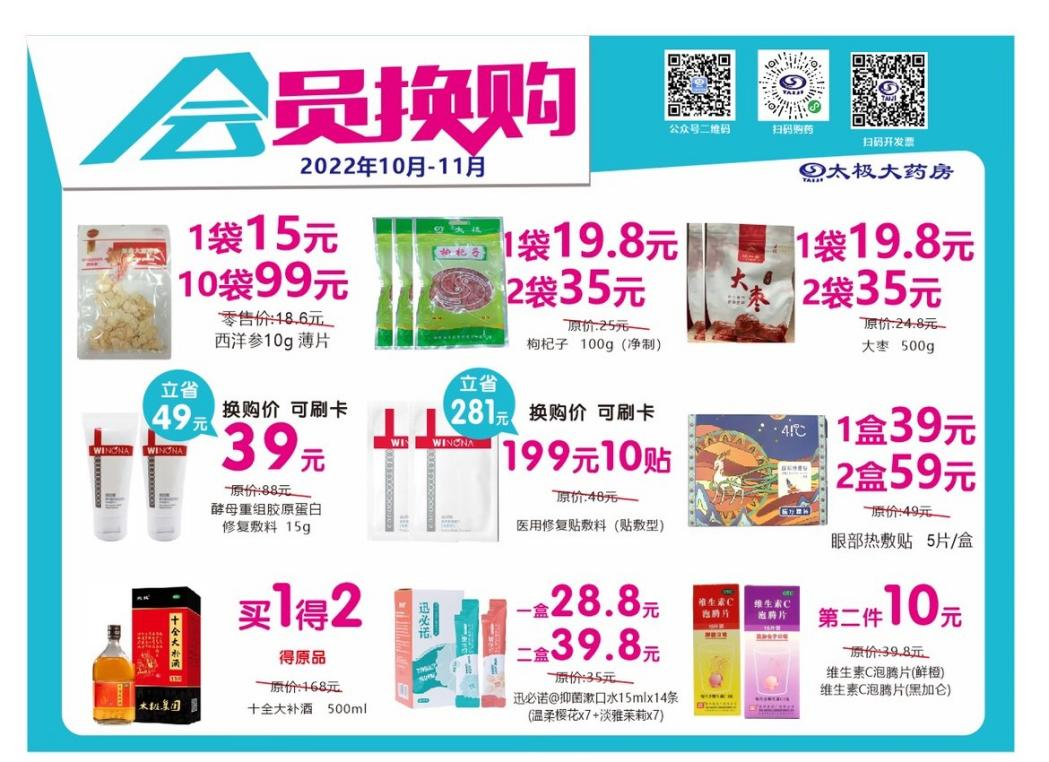 会员换购
2022年10月-11月
公众号二维码
扫码购药
扫码开发票
TAIJI 太极大药房
1袋15元
10袋99元
零售价:18.6元
西洋参10g 薄片
枸杞子
1袋19.8元
2袋35元
原价:25元
枸杞子 100g (净制)
大枣
1袋19.8元
2袋35元
原价:24.8元
大枣 500g
WINONA
WINONA
立省
49元
换购价 可刷卡
39元
原价:88元
酵母重组胶原蛋白
修复敷料 15g
WINONA
立省
281元
换购价 可刷卡
199元10贴
原价:48元
医用修复贴敷料 (贴敷型)
41℃
1盒39元
2盒59元
原价:49元
眼部热敷贴 5片/盒
十全大补酒
太极集团
买1得2
得原品
原价:168元
十全大补酒 500ml
迅必诺
一盒28.8元
二盒39.8元
原价:35元
迅必诺@抑菌漱口水15mlx14条
(温柔樱花x7+淡雅茉莉x7)
维生素C
泡腾片
维生素C
泡腾片
第二件10元
原价:39.8元
维生素C泡腾片(鲜橙)
维生素C泡腾片(黑加仑)